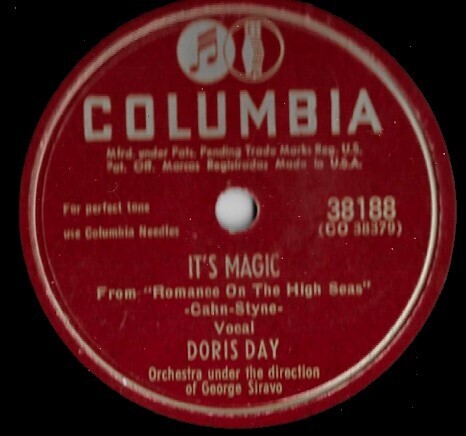 COLUMBIA
Mfrd. under Pats. Pending Trade Marks Reg. U.S.
Pat. Off. Marcas Registradas Made in U.S.A.
For perfect tone
use Columbia Needles
38188
(CO 38379)
IT'S MAGIC
From "Romance On The High Seas"
-Cahn-Styne-
Vocal
DORIS DAY
Orchestra under the direction
of George Siravo